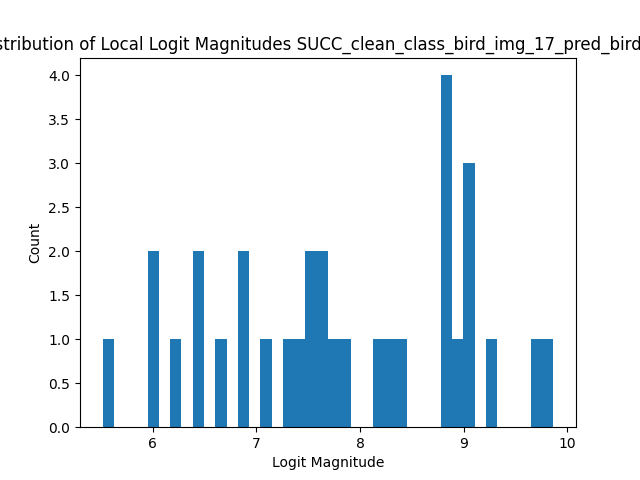 stribution of Local Logit Magnitudes SUCC_clean_class_bird_img_17_pred_bird
4.0
3.5
3.0
2.5
2.0
1.5
1.0
0.5
0.0
Count
6 7 8 9 10
Logit Magnitude